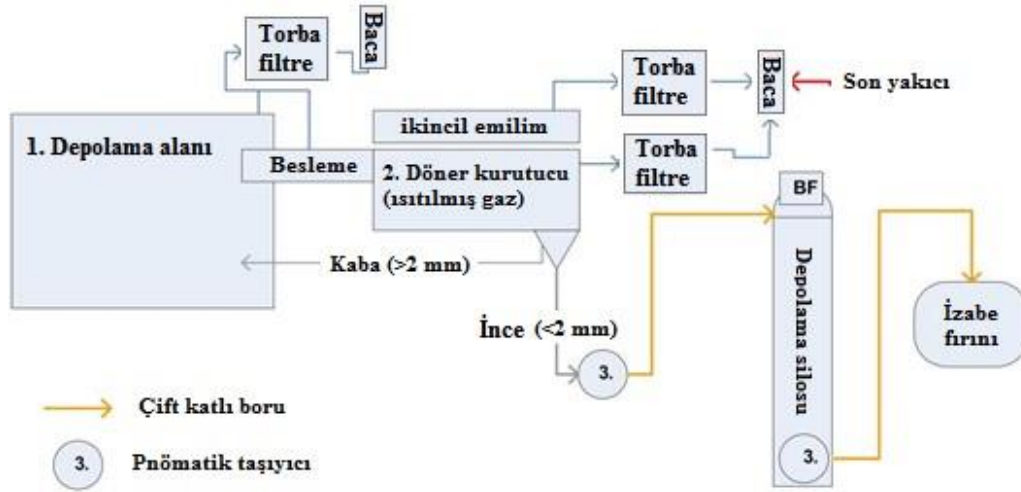 Torba
filtre
Baca
Torba
filtre
Baca
Son yakıcı
1. Depolama alanı
ikincil emilim
Besleme
2. Döner kurutucu
(ısıtılmış gaz)
Torba
filtre
BF
Kaba (>2 mm)
Depolama silosu
İzabe
fırını
İnce (<2 mm)
3.
Çift katlı boru
3.
Pnömatik taşıyıcı
3.